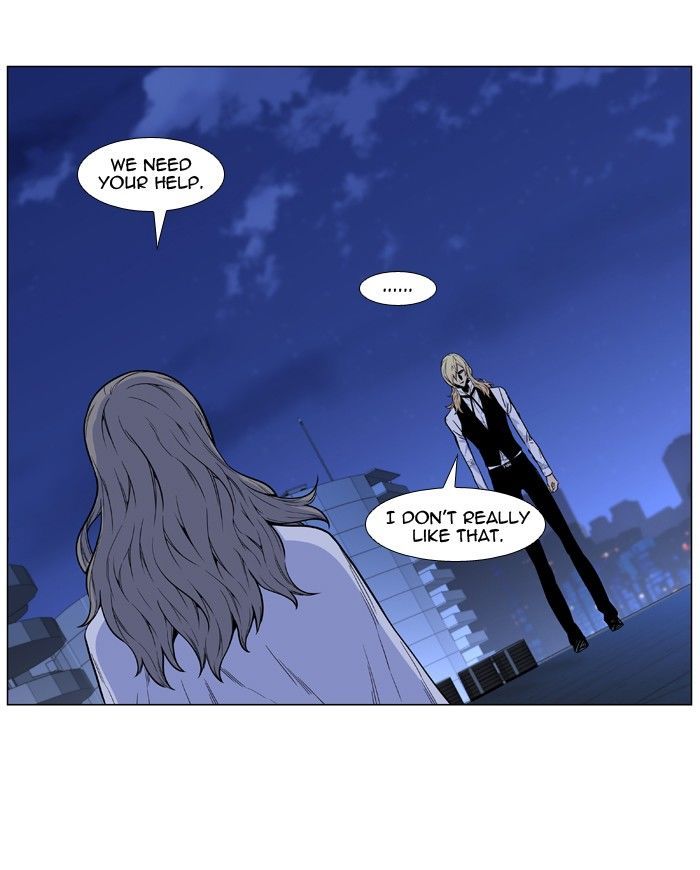 WE NEED
YOUR HELP.
......
I DON'T REALLY
LIKE THAT.